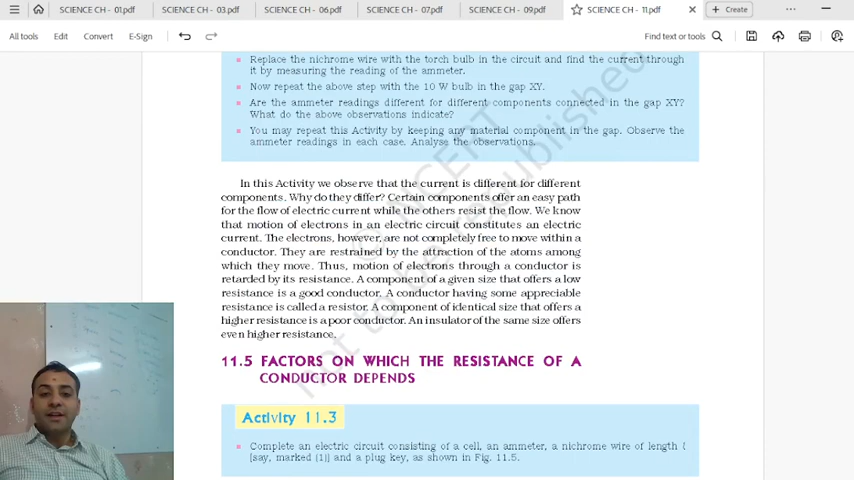 SCIENCE CH - 01.pdf
SCIENCE CH - 03.pdf
SCIENCE CH - 06.pdf
SCIENCE CH - 07.pdf
SCIENCE CH - 09.pdf
SCIENCE CH - 11.pdf
Create
All tools
Edit
Convert
E-Sign
Find text or tools
Replace the nichrome wire with the torch bulb in the circuit and find the current through
it by measuring the reading of the ammeter.
Now repeat the above step with the 10 W bulb in the gap XY.
Are the ammeter readings different for different components connected in the gap XY?
What do the above observations indicate?
You may repeat this Activity by keeping any material component in the gap. Observe the
ammeter readings in each case. Analyse the observations.
In this Activity we observe that the current is different for different
components. Why do they differ? Certain components offer an easy path
for the flow of electric current while the others resist the flow. We know
that motion of electrons in an electric circuit constitutes an electric
current. The electrons, however, are not completely free to move within a
conductor. They are restrained by the attraction of the atoms among
which they move. Thus, motion of electrons through a conductor is
retarded by its resistance. A component of a given size that offers a low
resistance is a good conductor. A conductor having some appreciable
resistance is called a resistor. A component of identical size that offers a
higher resistance is a poor conductor. An insulator of the same size offers
even higher resistance.
© NCERT
not to be republished
11.5 FACTORS ON WHICH THE RESISTANCE OF A
CONDUCTOR DEPENDS
Activity 11.3
Complete an electric circuit consisting of a cell, an ammeter, a nichrome wire of length l
[say, marked (1)] and a plug key, as shown in Fig. 11.5.